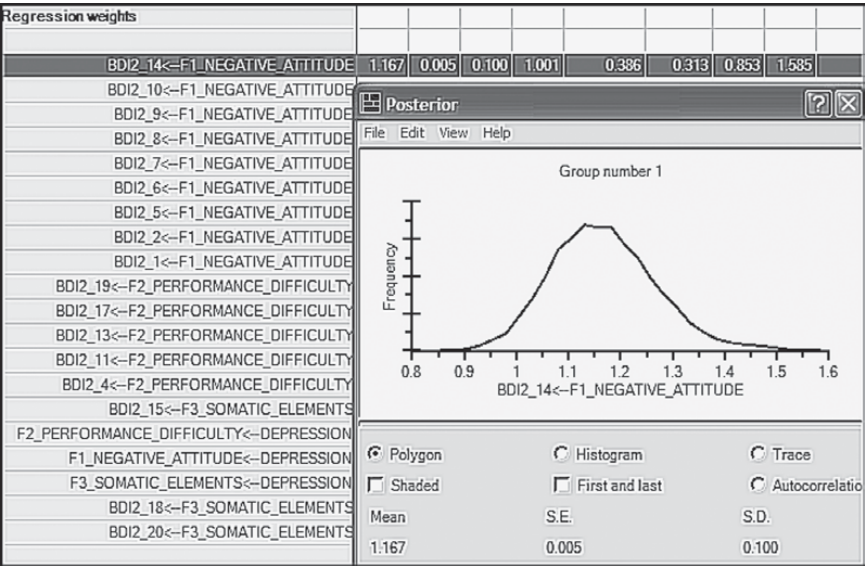 Regression weights
BDI2_14<--F1_NEGATIVE_ATTITUDE 1.167 0.005 0.100 1.001 0.386 0.313 0.853 1.585
BDI2_10<--F1_NEGATIVE_ATTITUDE
BDI2_9<--F1_NEGATIVE_ATTITUDE
BDI2_8<--F1_NEGATIVE_ATTITUDE
BDI2_7<--F1_NEGATIVE_ATTITUDE
BDI2_6<--F1_NEGATIVE_ATTITUDE
BDI2_5<--F1_NEGATIVE_ATTITUDE
BDI2_2<--F1_NEGATIVE_ATTITUDE
BDI2_1<--F1_NEGATIVE_ATTITUDE
BDI2_19<--F2_PERFORMANCE_DIFFICULTY
BDI2_17<--F2_PERFORMANCE_DIFFICULTY
BDI2_13<--F2_PERFORMANCE_DIFFICULTY
BDI2_11<--F2_PERFORMANCE_DIFFICULTY
BDI2_4<--F2_PERFORMANCE_DIFFICULTY
BDI2_15<--F3_SOMATIC_ELEMENTS
F2_PERFORMANCE_DIFFICULTY<--DEPRESSION
F1_NEGATIVE_ATTITUDE<--DEPRESSION
F3_SOMATIC_ELEMENTS<--DEPRESSION
BDI2_18<--F3_SOMATIC_ELEMENTS
BDI2_20<--F3_SOMATIC_ELEMENTS
Posterior ?
File Edit View Help
Group number 1
Frequency
0.8 0.9 1 1.1 1.2 1.3 1.4 1.5 1.6
BDI2_14<--F1_NEGATIVE_ATTITUDE
Polygon Histogram Trace
Shaded First and last Autocorrelatio
Mean S.E. S.D.
1.167 0.005 0.100